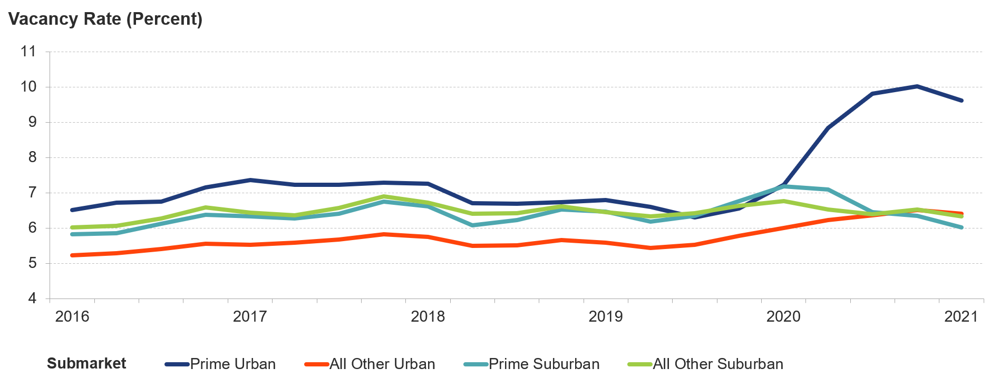 Vacancy Rate (Percent)
11
10
9
8
7
6
5
4
2016 2017 2018 2019 2020 2021
Submarket Prime Urban All Other Urban Prime Suburban All Other Suburban